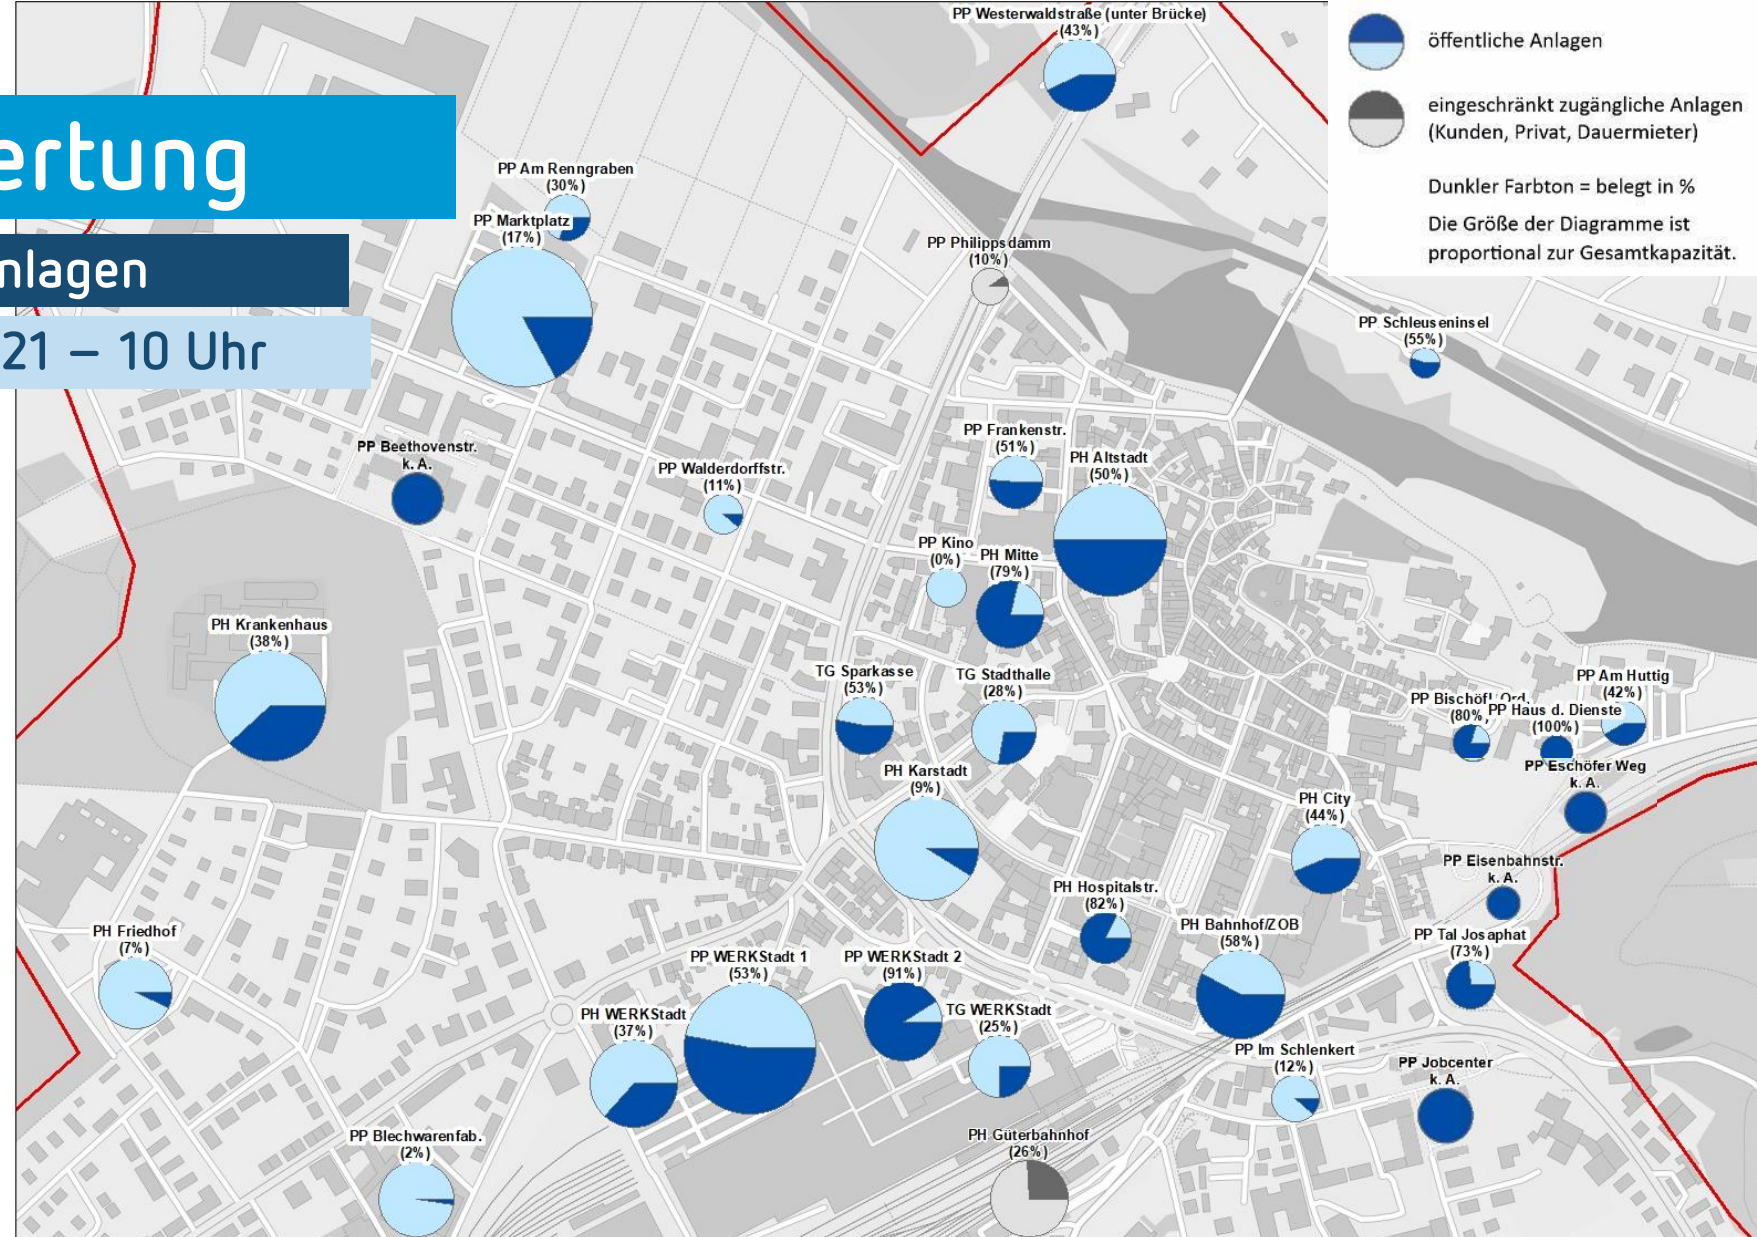 ertung
nlagen
21 – 10 Uhr
öffentliche Anlagen
eingeschränkt zugängliche Anlagen
(Kunden, Privat, Dauermieter)
Dunkler Farbton = belegt in %
Die Größe der Diagramme ist
proportional zur Gesamtkapazität.
PP Westerwaldstraße (unter Brücke)
(43%)
PP Am Renngraben
(30%)
PP Marktplatz
(17%)
PP Philippsdamm
(10%)
PP Schleuseninsel
(55%)
PP Beethovenstr.
k. A.
PP Walderdorffstr.
(11%)
PP Frankenstr.
(51%)
PH Altstadt
(50%)
PP Kino
(0%)
PH Mitte
(79%)
PH Krankenhaus
(38%)
TG Sparkasse
(53%)
TG Stadthalle
(28%)
PP Am Huttig
(42%)
PP Bischöfl. Ord.
(80%)
PP Haus d. Dienste
(100%)
PP Eschöfer Weg
k. A.
PH Karstadt
(9%)
PH City
(44%)
PP Eisenbahnstr.
k. A.
PH Hospitalstr.
(82%)
PH Bahnhof/ZOB
(58%)
PP Tal Josaphat
(73%)
PH Friedhof
(7%)
PP WERKStadt 1
(53%)
PP WERKStadt 2
(91%)
PH WERKStadt
(37%)
TG WERKStadt
(25%)
PP Im Schlenkert
(12%)
PP Jobcenter
k. A.
PP Blechwarenfab.
(2%)
PH Güterbahnhof
(26%)